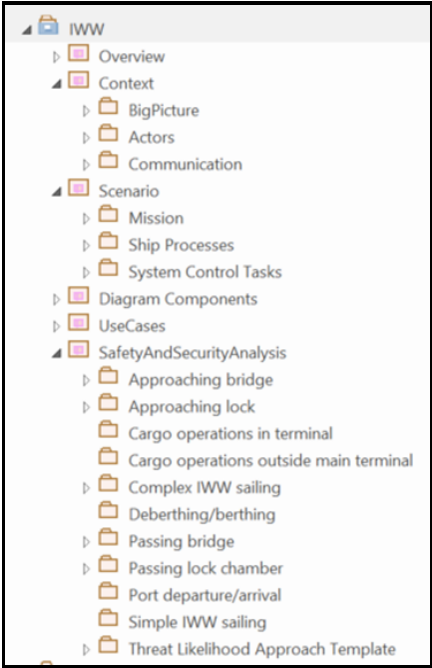 IWW
Overview
Context
BigPicture
Actors
Communication
Scenario
Mission
Ship Processes
System Control Tasks
Diagram Components
UseCases
SafetyAndSecurityAnalysis
Approaching bridge
Approaching lock
Cargo operations in terminal
Cargo operations outside main terminal
Complex IWW sailing
Deberthing/berthing
Passing bridge
Passing lock chamber
Port departure/arrival
Simple IWW sailing
Threat Likelihood Approach Template